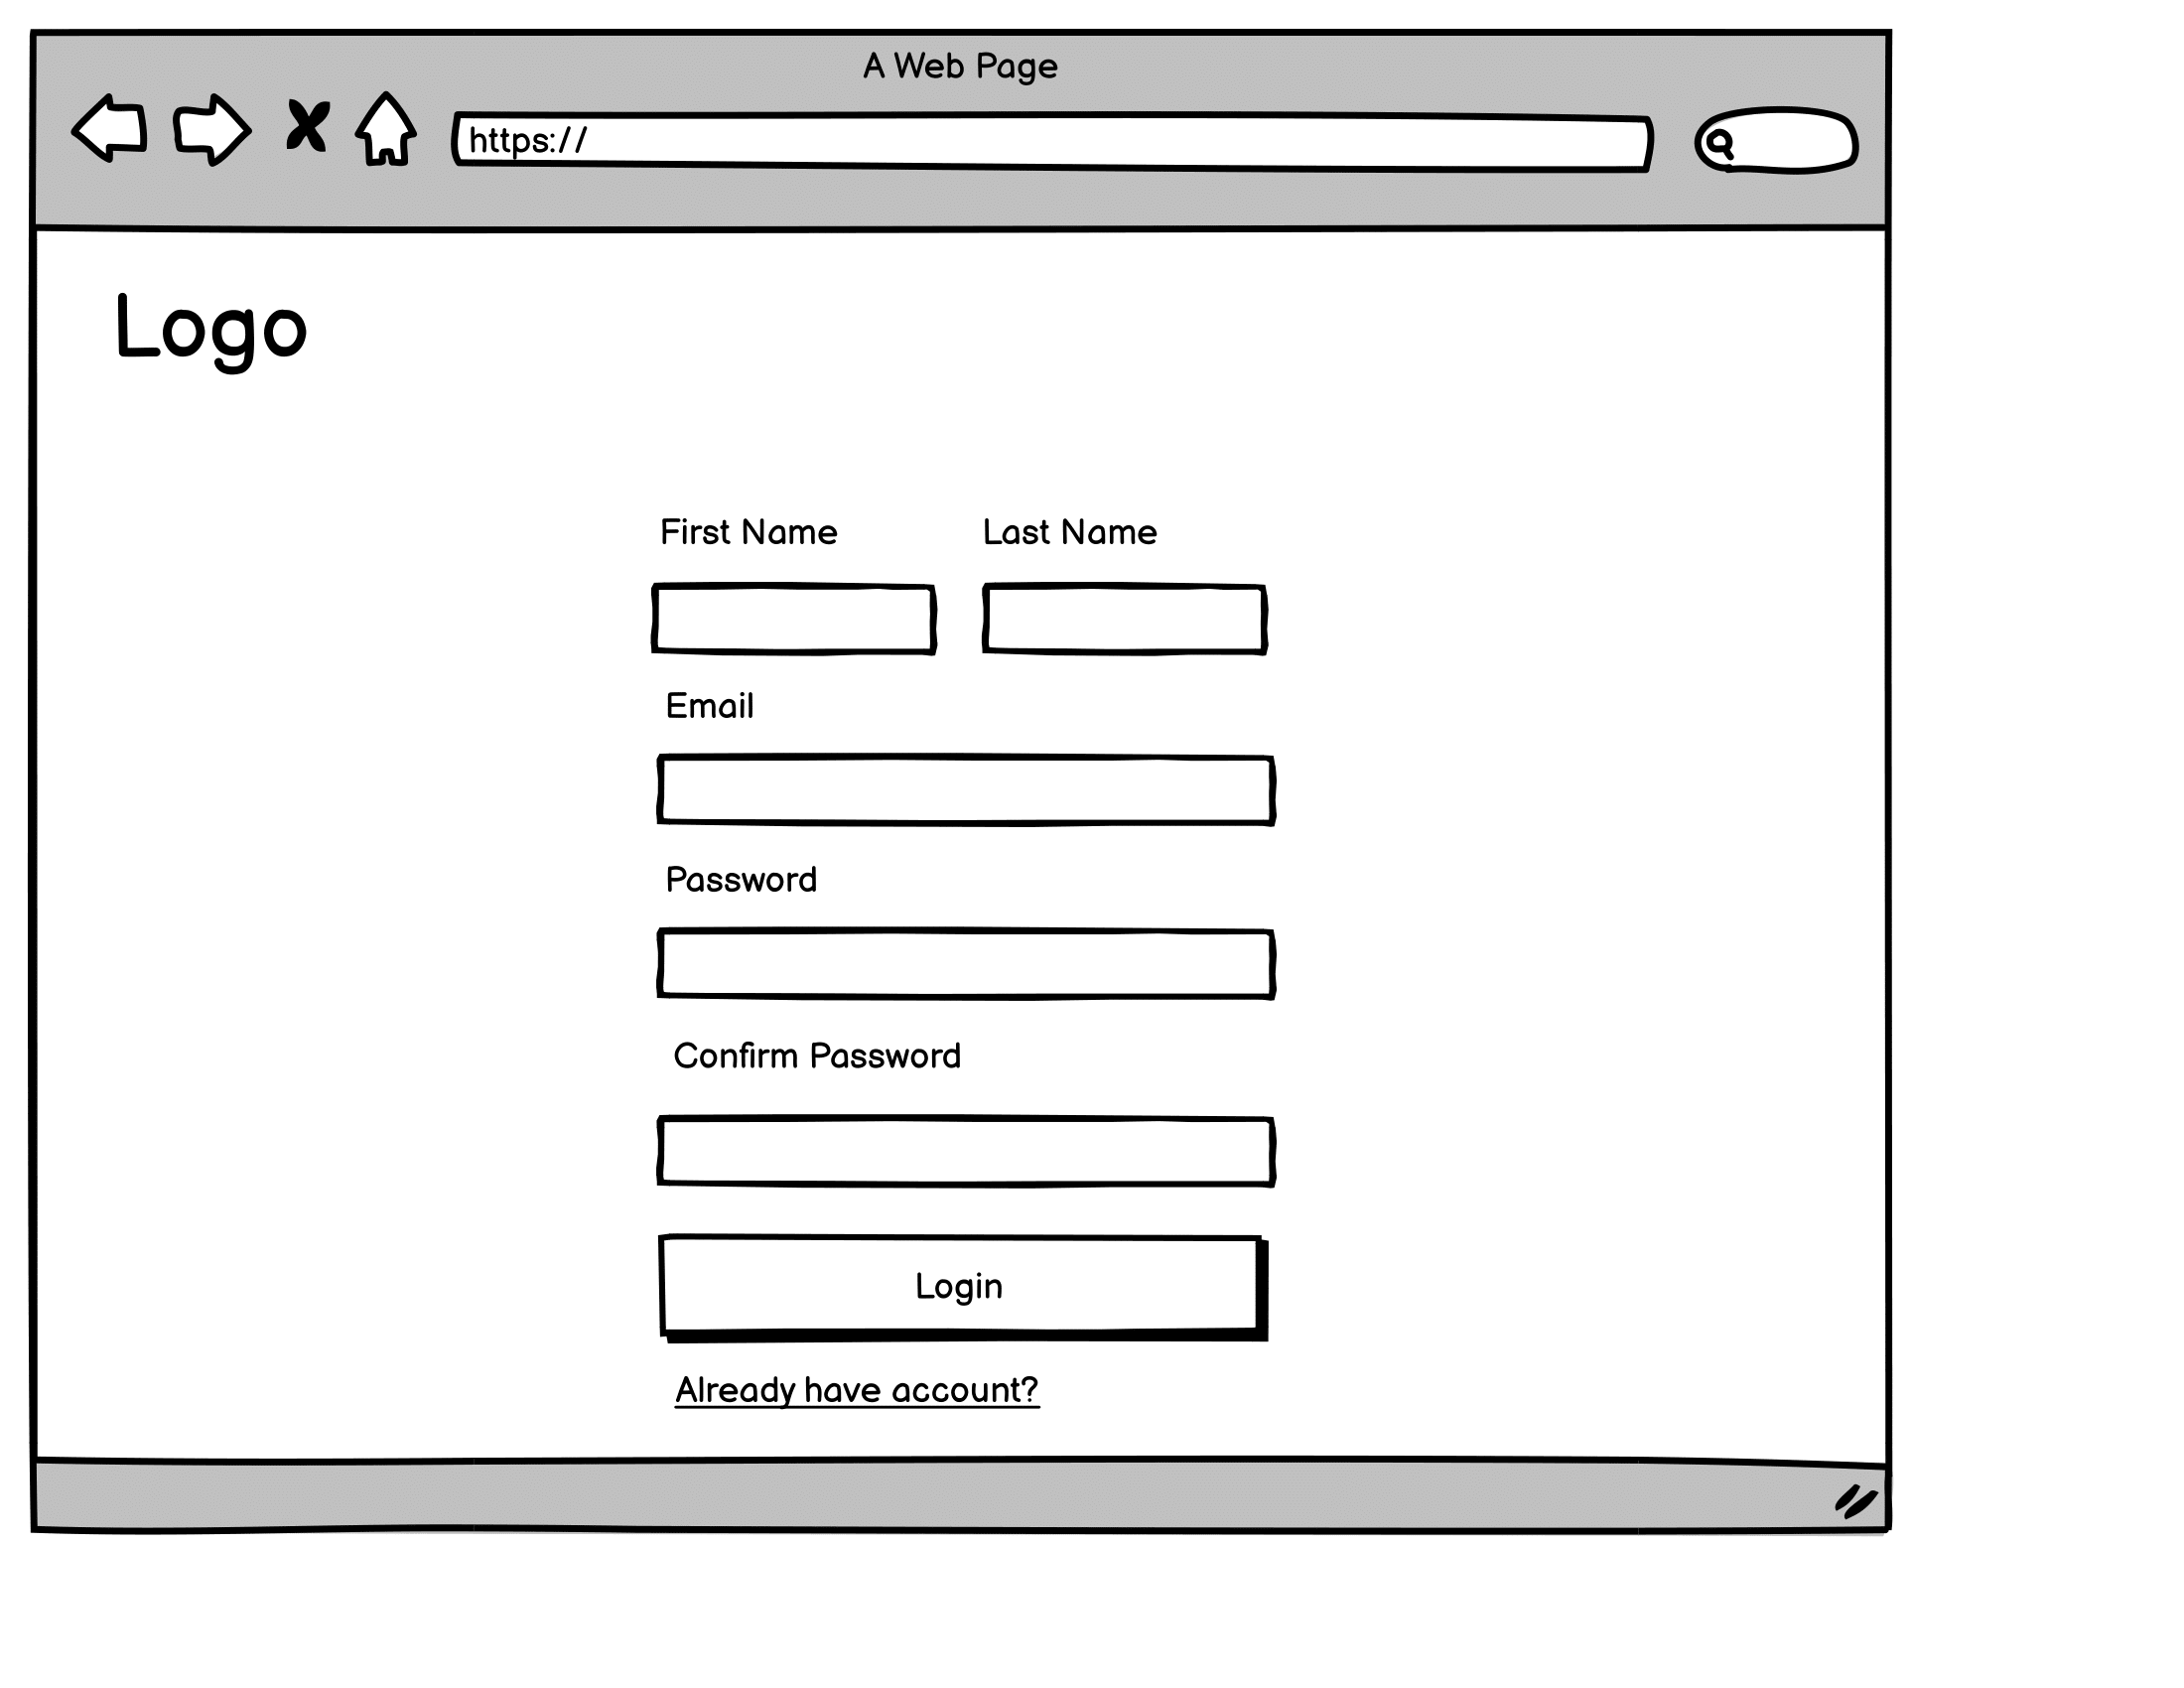 A Web Page
https://
Logo
First Name Last Name
Email
Password
Confirm Password
Login
Already have account?